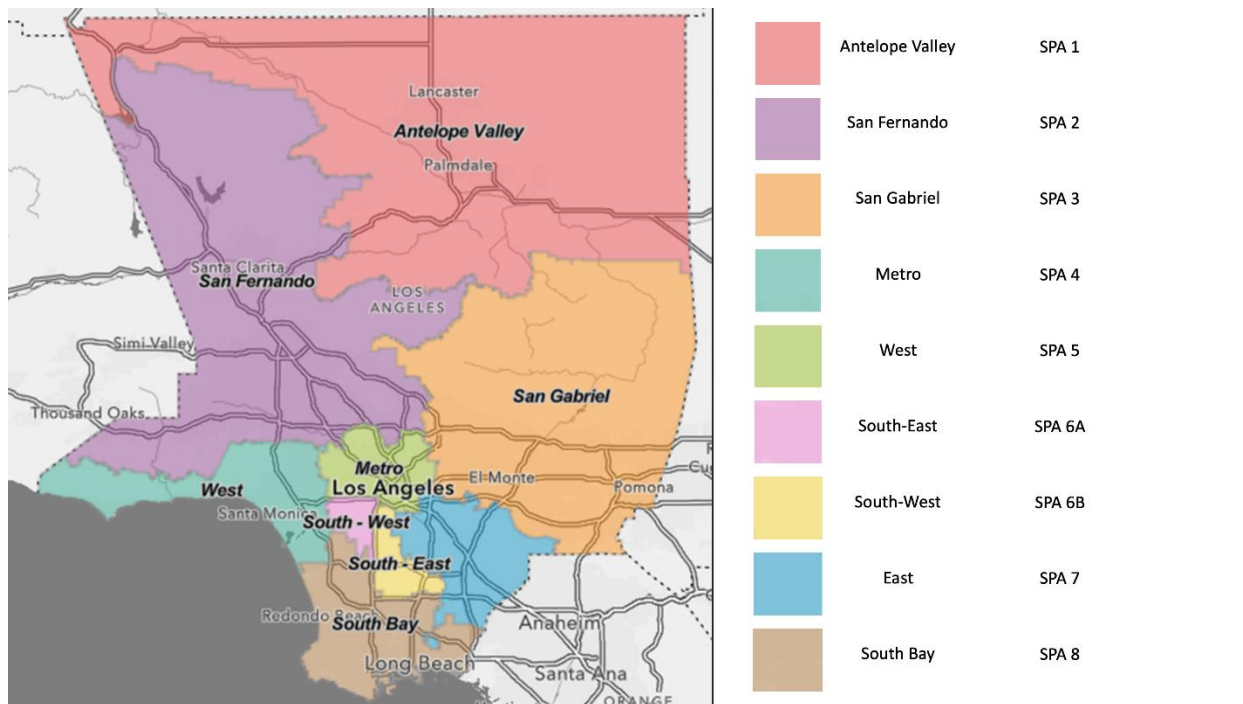 Lancaster
Antelope Valley
Palmdale
Santa Clarita
San Fernando
LOS
ANGELES
Simi Valley
San Gabriel
Thousand Oaks
Metro
Los Angeles
El Monte
Pomona
West
Santa Monica
South - West
South - East
Redondo Beach
South Bay
Anaheim
Long Beach
Santa Ana
ORANGE
Antelope Valley SPA 1
San Fernando SPA 2
San Gabriel SPA 3
Metro SPA 4
West SPA 5
South-East SPA 6A
South-West SPA 6B
East SPA 7
South Bay SPA 8